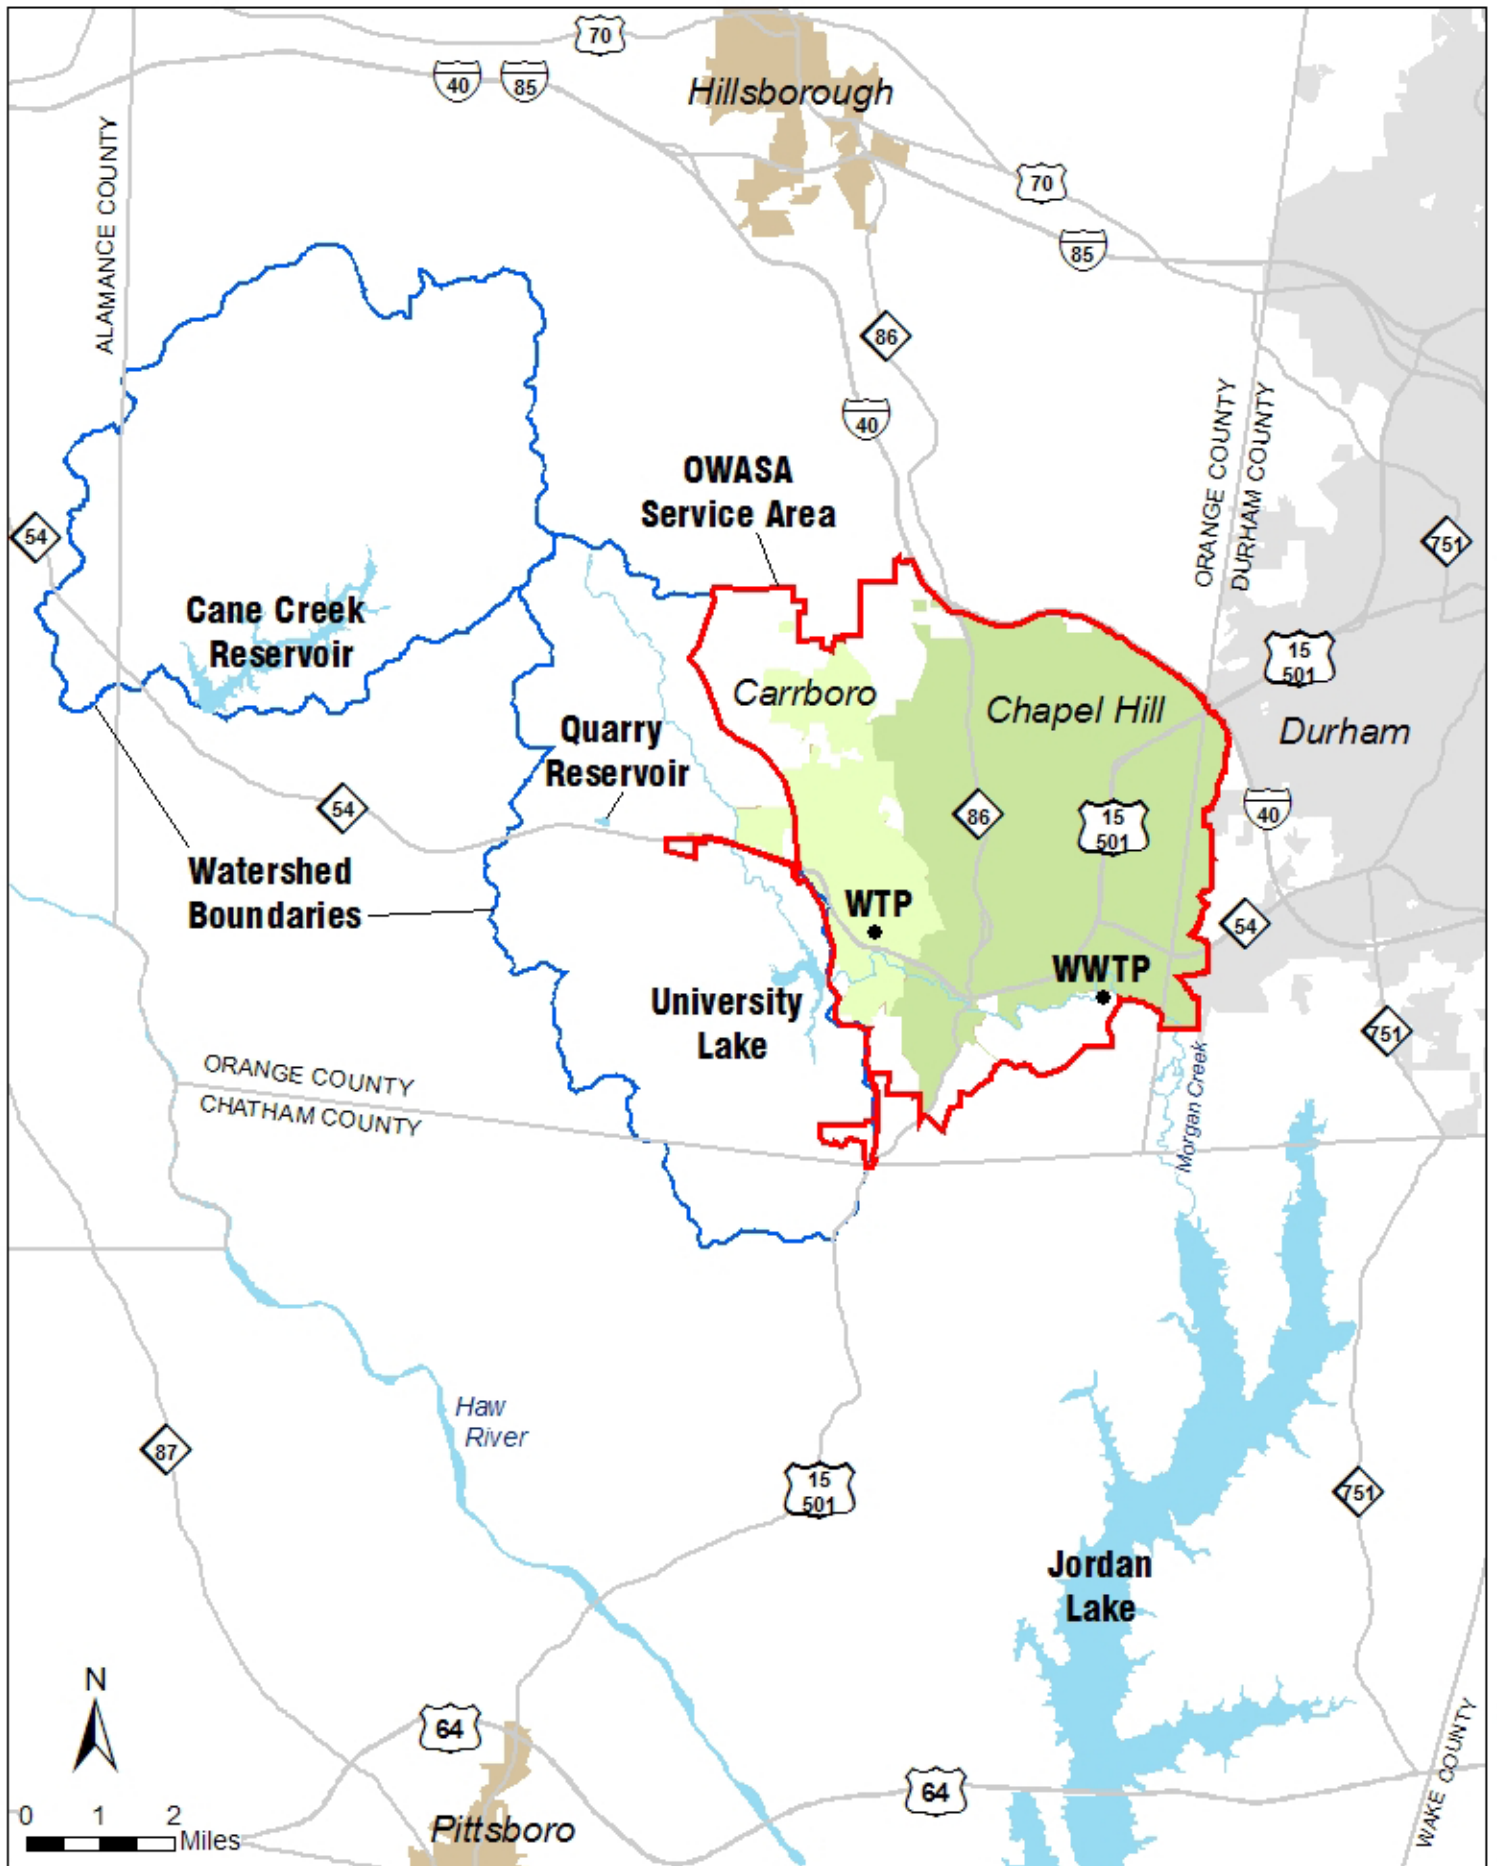 70
40
85
Hillsborough
70
85
ALAMANCE COUNTY
86
40
ORANGE COUNTY
DURHAM COUNTY
OWASA
Service Area
54
751
Cane Creek
Reservoir
15
501
Carrboro
Chapel Hill
Durham
Quarry
Reservoir
54
86
15
501
40
Watershed
Boundaries
WTP
54
WWTP
University
Lake
751
ORANGE COUNTY
CHATHAM COUNTY
Morgan Creek
Haw
River
87
15
501
751
Jordan
Lake
N
64
64
WAKE COUNTY
0 1 2
Miles
Pittsboro